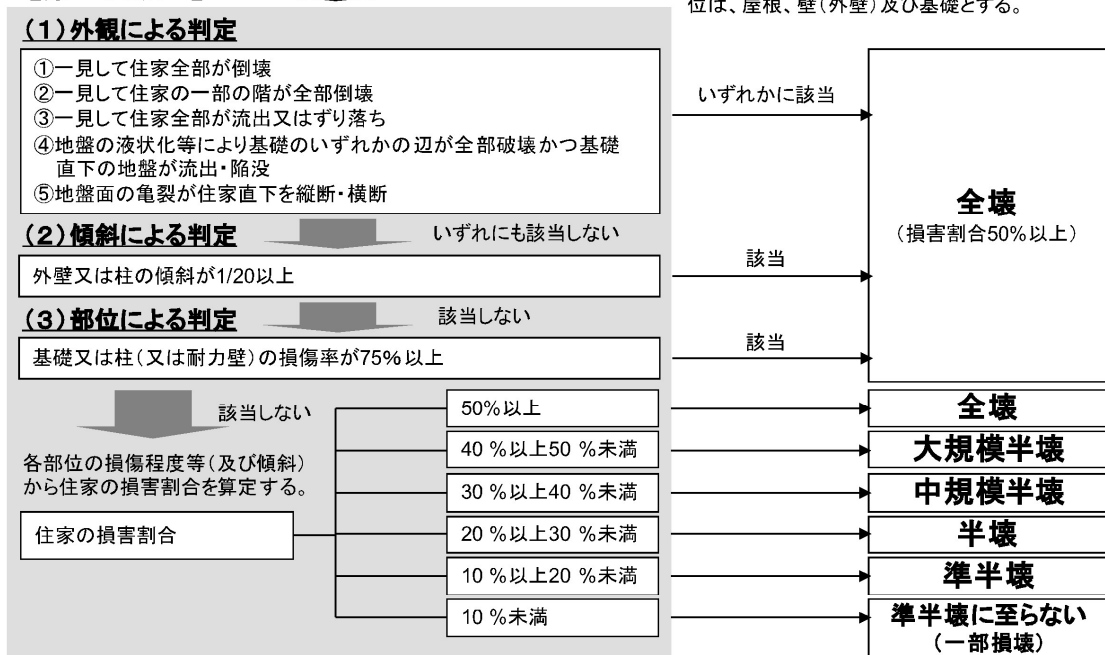 位は、屋根、壁(外壁)及び基礎とする。
(1)外観による判定
①一見して住家全部が倒壊
②一見して住家の一部の階が全部倒壊
③一見して住家全部が流出又はずり落ち
④地盤の液状化等により基礎のいずれかの辺が全部破壊かつ基礎
直下の地盤が流出・陥没
⑤地盤面の亀裂が住家直下を縦断・横断
いずれかに該当
全壊
(損害割合50%以上)
(2)傾斜による判定
いずれにも該当しない
外壁又は柱の傾斜が1/20以上
該当
(3)部位による判定
該当しない
基礎又は柱(又は耐力壁)の損傷率が75%以上
該当
該当しない
各部位の損傷程度等(及び傾斜)
から住家の損害割合を算定する。
住家の損害割合
50%以上
全壊
40 %以上50 %未満
大規模半壊
30 %以上40 %未満
中規模半壊
20 %以上30 %未満
半壊
10 %以上20 %未満
準半壊
10 %未満
準半壊に至らない
(一部損壊)